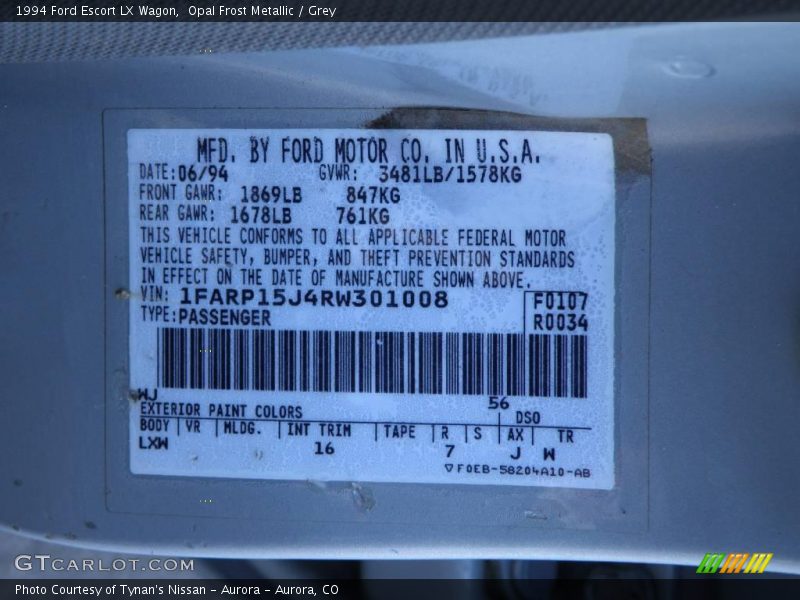 1994 Ford Escort LX Wagon,  Opal Frost Metallic / Grey
MFD. BY FORD MOTOR CO. IN U.S.A.
DATE: 06/94 GVWR: 3481LB/1578KG
FRONT GAWR: 1869LB 847KG
REAR GAWR: 1678LB 761KG
THIS VEHICLE CONFORMS TO ALL APPLICABLE FEDERAL MOTOR
VEHICLE SAFETY, BUMPER, AND THEFT PREVENTION STANDARDS
IN EFFECT ON THE DATE OF MANUFACTURE SHOWN ABOVE.
VIN: 1FARP15J4RW301008 F0107
TYPE: PASSENGER R0034
WJ 56
EXTERIOR PAINT COLORS DSO
BODY VR MLDG. INT TRIM TAPE R S AX TR
LXW 16 7 J W
▽F0EB-58204A10-AB
GTCARLOT.COM
Photo Courtesy of Tynan's Nissan - Aurora - Aurora, CO